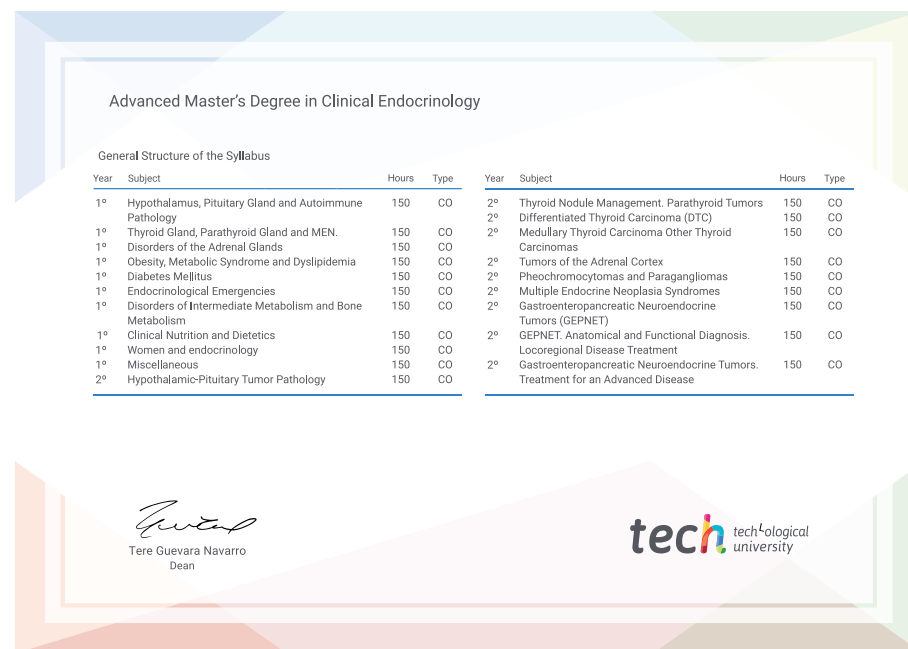 Advanced Master's Degree in Clinical Endocrinology
General Structure of the Syllabus
Year Subject Hours Type
1º Hypothalamus, Pituitary Gland and Autoimmune 150 CO
Pathology
1º Thyroid Gland, Parathyroid Gland and MEN. 150 CO
1º Disorders of the Adrenal Glands 150 CO
1º Obesity, Metabolic Syndrome and Dyslipidemia 150 CO
1º Diabetes Mellitus 150 CO
1º Endocrinological Emergencies 150 CO
1º Disorders of Intermediate Metabolism and Bone 150 CO
Metabolism
1º Clinical Nutrition and Dietetics 150 CO
1º Women and endocrinology 150 CO
1º Miscellaneous 150 CO
2º Hypothalamic-Pituitary Tumor Pathology 150 CO
Year Subject Hours Type
2º Thyroid Nodule Management. Parathyroid Tumors 150 CO
2º Differentiated Thyroid Carcinoma (DTC) 150 CO
2º Medullary Thyroid Carcinoma Other Thyroid 150 CO
Carcinomas
2º Tumors of the Adrenal Cortex 150 CO
2º Pheochromocytomas and Paragangliomas 150 CO
2º Multiple Endocrine Neoplasia Syndromes 150 CO
2º Gastroenteropancreatic Neuroendocrine 150 CO
Tumors (GEPNET)
2º GEPNET. Anatomical and Functional Diagnosis. 150 CO
Locoregional Disease Treatment
2º Gastroenteropancreatic Neuroendocrine Tumors. 150 CO
Treatment for an Advanced Disease
Tere Guevara Navarro
Dean
tech technological
university